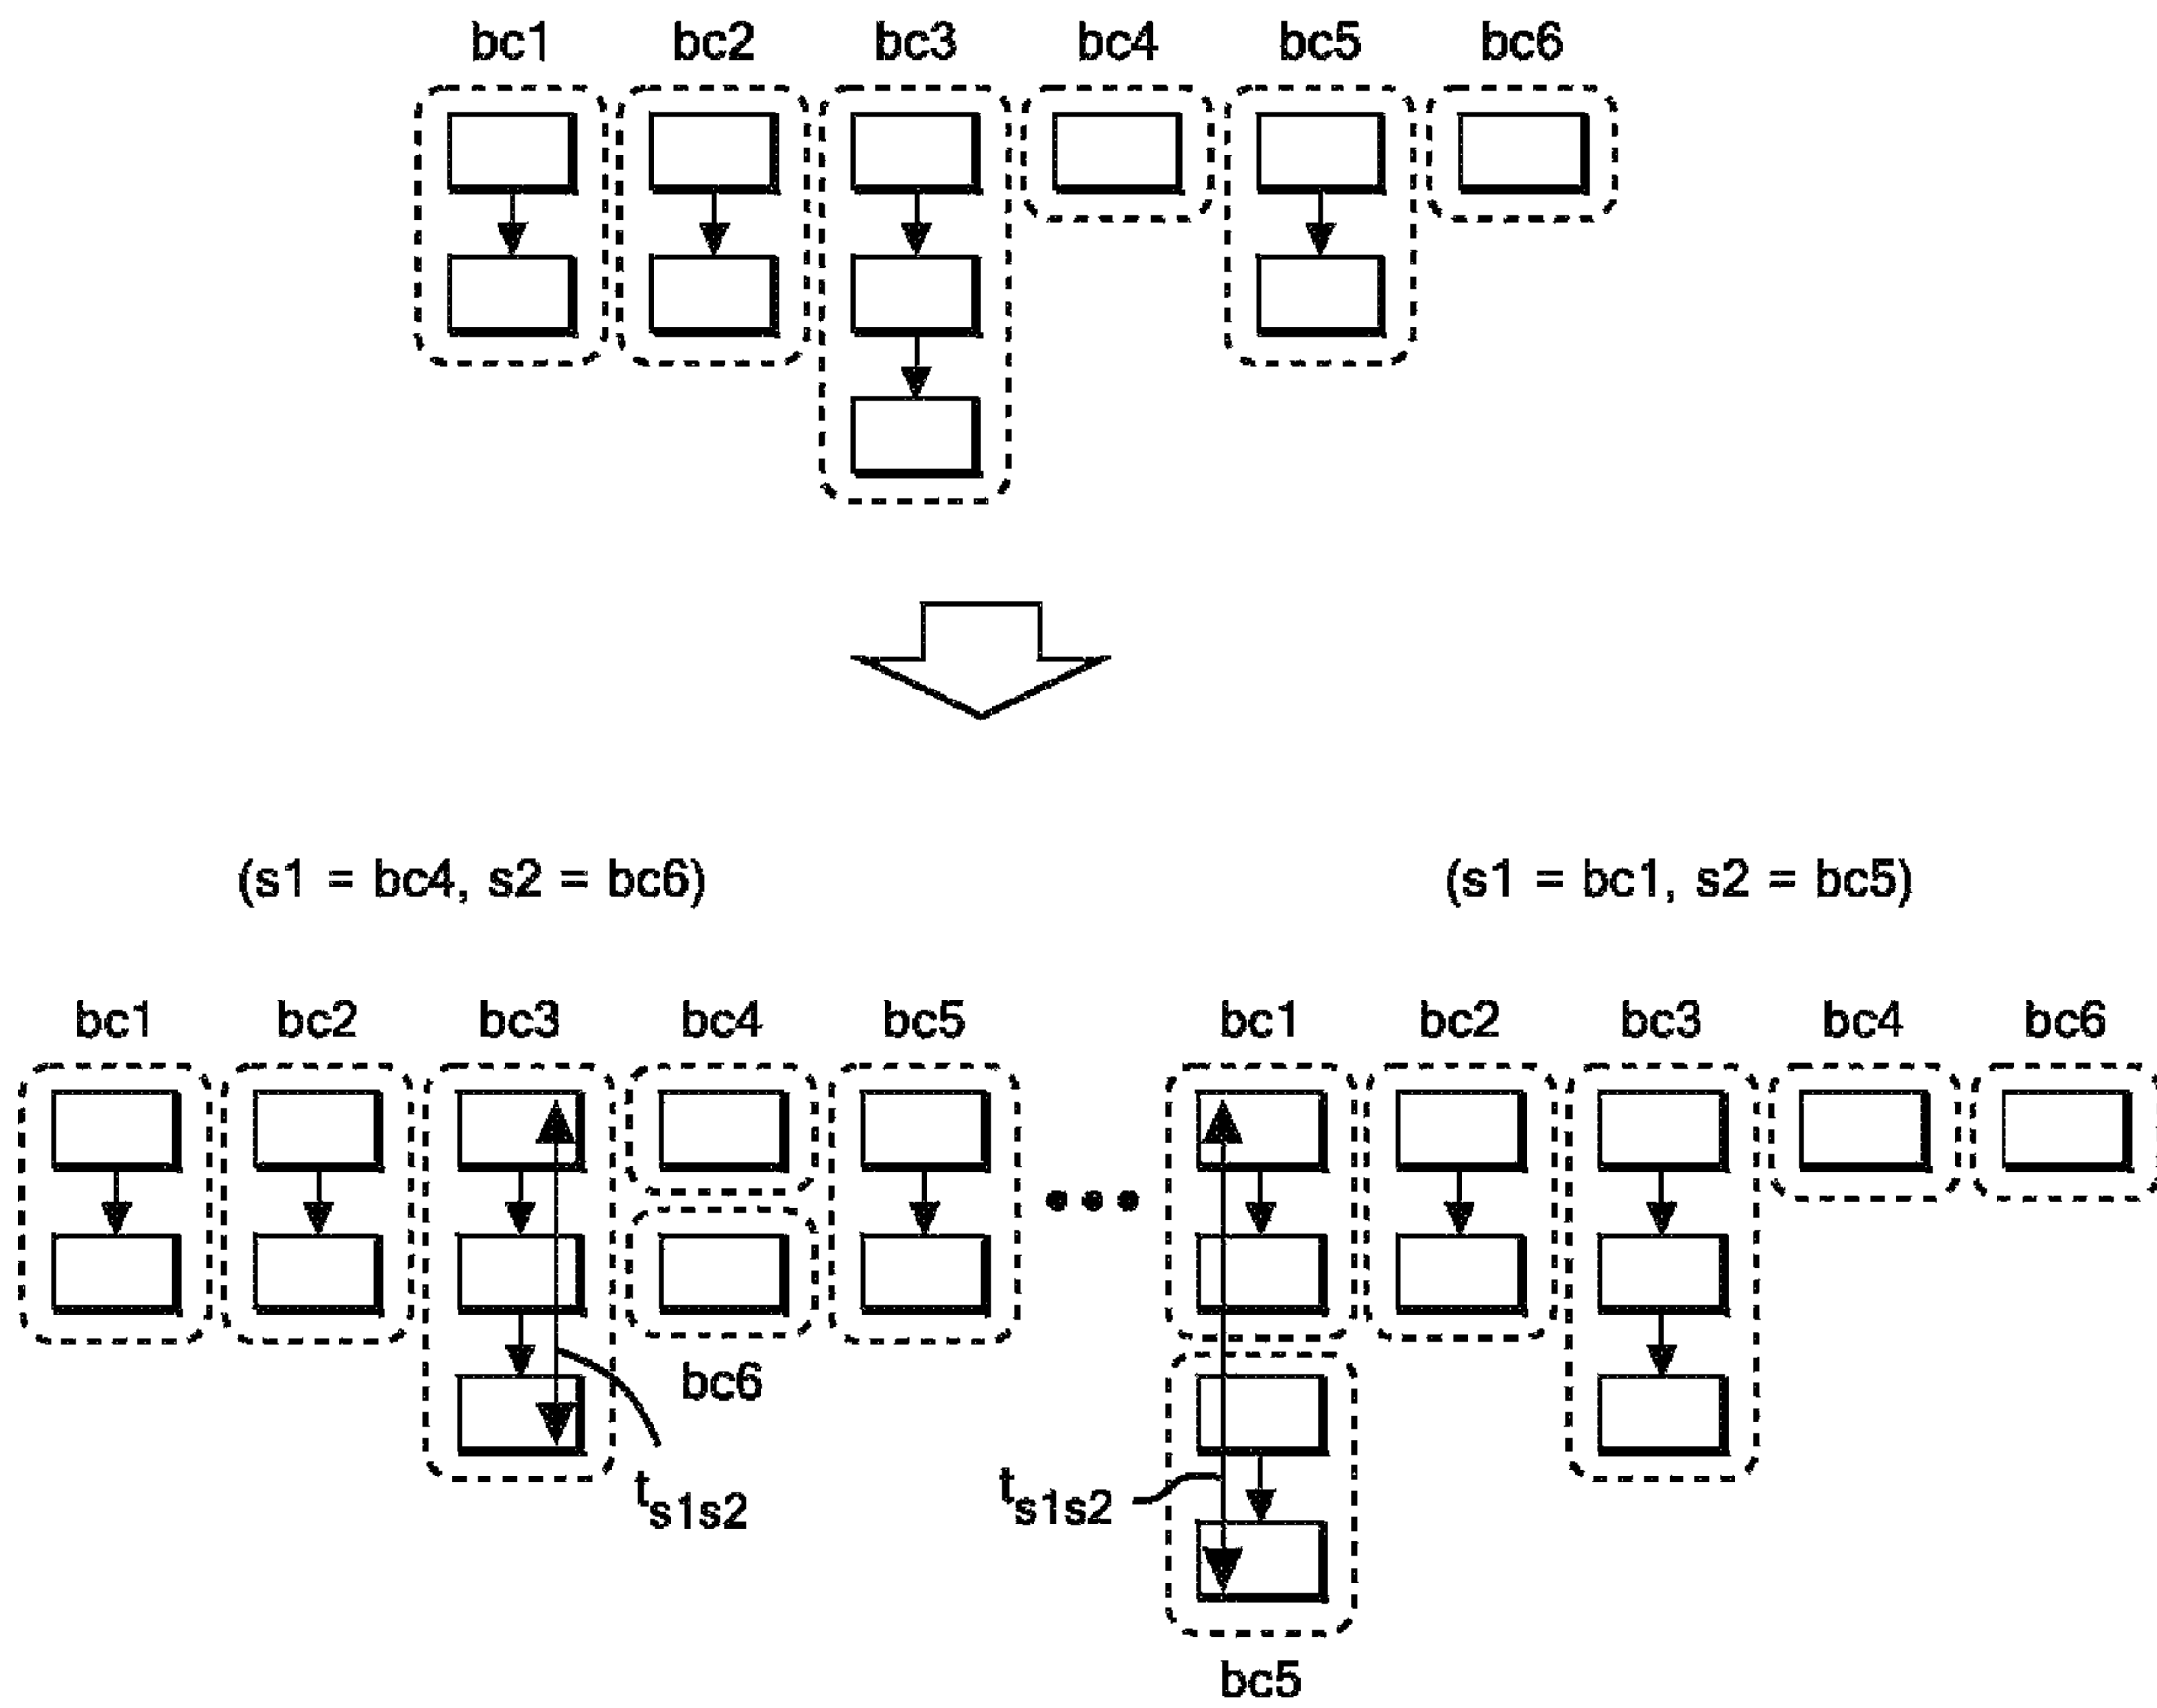 bc1 bc2 bc3 bc4 bc5 bc6
(s1 = bc4, s2 = bc6) (s1 = bc1, s2 = bc5)
bc1 bc2 bc3 bc4 bc5 bc1 bc2 bc3 bc4 bc6
bc6
ts1s2 ts1s2
bc5